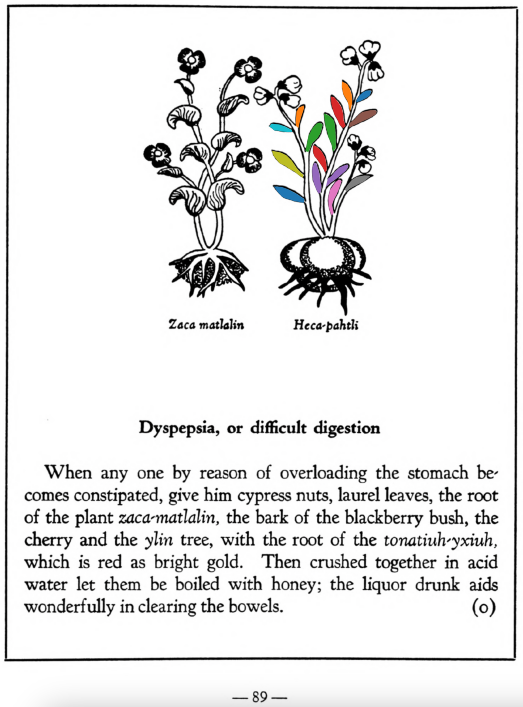 Zaca matlalin Heca-pahtli
Dyspepsia, or difficult digestion
When any one by reason of overloading the stomach be-
comes constipated, give him cypress nuts, laurel leaves, the root
of the plant zaca-matlalin, the bark of the blackberry bush, the
cherry and the ylin tree, with the root of the tonatiuh-yxiuh,
which is red as bright gold. Then crushed together in acid
water let them be boiled with honey; the liquor drunk aids
wonderfully in clearing the bowels. (o)
— 89 —